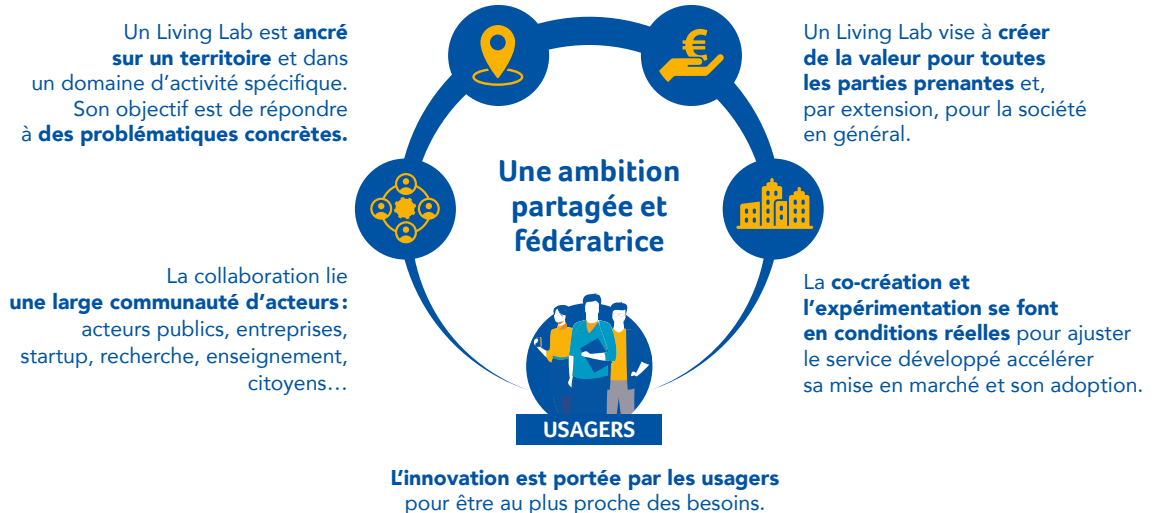 Un Living Lab est ancré
sur un territoire et dans
un domaine d'activité spécifique.
Son objectif est de répondre
à des problématiques concrètes.
Un Living Lab vise à créer
de la valeur pour toutes
les parties prenantes et,
par extension, pour la société
en général.
€
Une ambition
partagée et
fédératrice
La collaboration lie
une large communauté d'acteurs :
acteurs publics, entreprises,
startup, recherche, enseignement,
citoyens…
La co-création et
l'expérimentation se font
en conditions réelles pour ajuster
le service développé accélérer
sa mise en marché et son adoption.
USAGERS
L'innovation est portée par les usagers
pour être au plus proche des besoins.